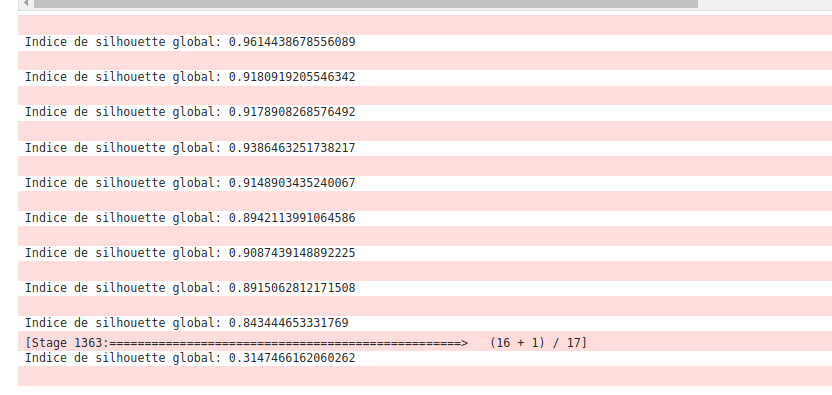 Indice de silhouette global: 0.9614438678556089
Indice de silhouette global: 0.9180919205546342
Indice de silhouette global: 0.9178908268576492
Indice de silhouette global: 0.9386463251738217
Indice de silhouette global: 0.9148903435240067
Indice de silhouette global: 0.8942113991064586
Indice de silhouette global: 0.9087439148892225
Indice de silhouette global: 0.8915062812171508
Indice de silhouette global: 0.843444653331769
[Stage 1363:==================================================>   (16 + 1) / 17]
Indice de silhouette global: 0.3147466162060262